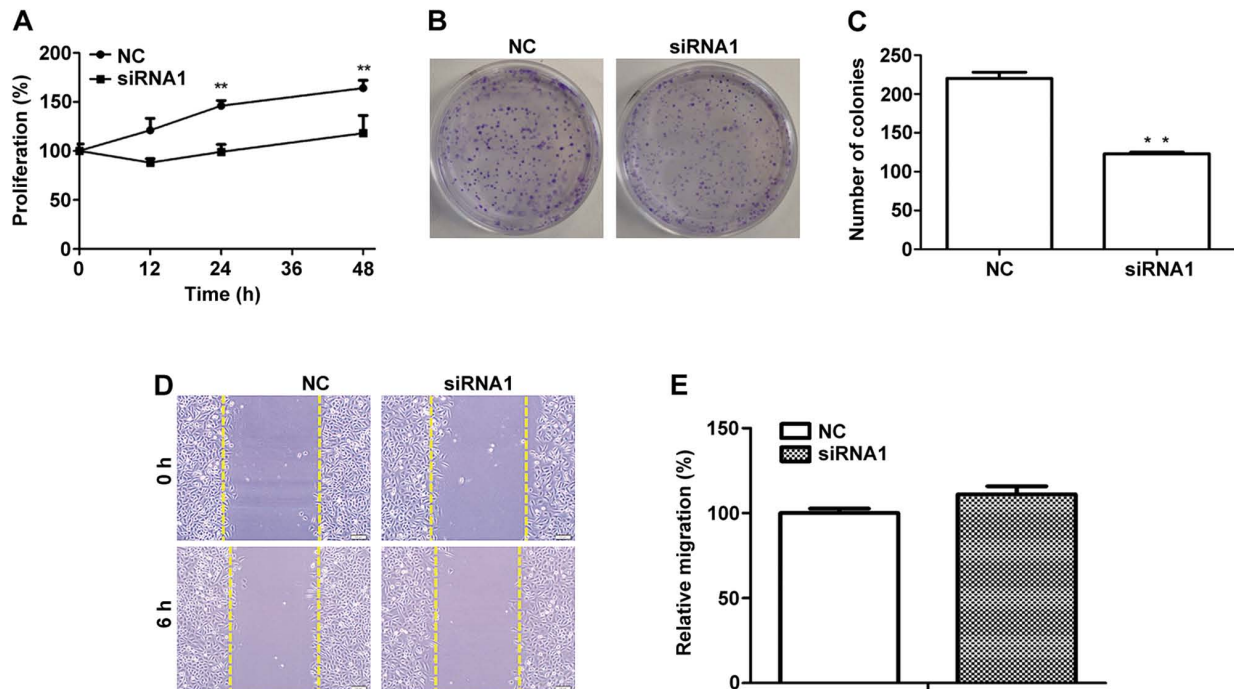 A
200
150
100
50
0
Proliferation (%)
NC
siRNA1
**
**
0 12 24 36 48
Time (h)
B
NC siRNA1
C
250
200
150
100
50
0
Number of colonies
* *
NC siRNA1
D
NC siRNA1
0 h
6 h
E
150
100
50
0
Relative migration (%)
NC
siRNA1